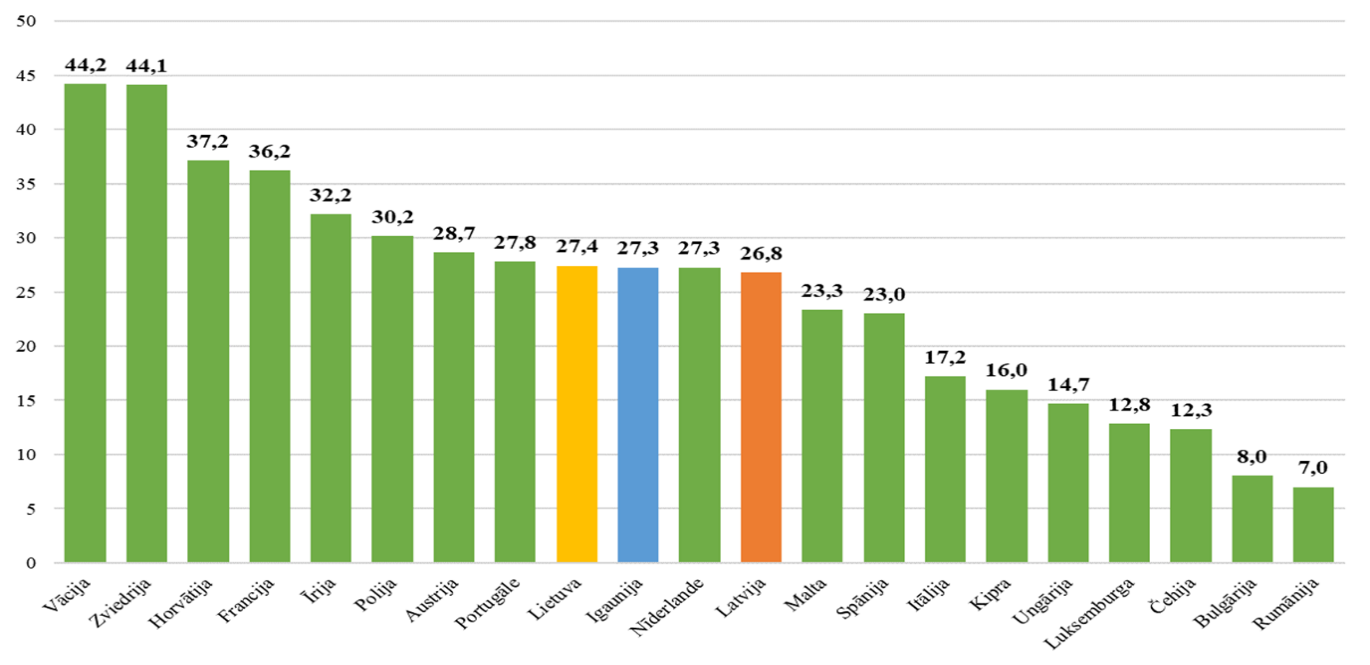 50
45
40
35
30
25
20
15
10
5
0
44,2
44,1
37,2
36,2
32,2
30,2
28,7
27,8
27,4
27,3
27,3
26,8
23,3
23,0
17,2
16,0
14,7
12,8
12,3
8,0
7,0
Vācija
Zviedrija
Horvātija
Francija
Īrija
Polija
Austrija
Portugāle
Lietuva
Igaunija
Nīderlande
Latvija
Malta
Spānija
Itālija
Kipra
Ungārija
Luksemburga
Čehija
Bulgārija
Rumānija